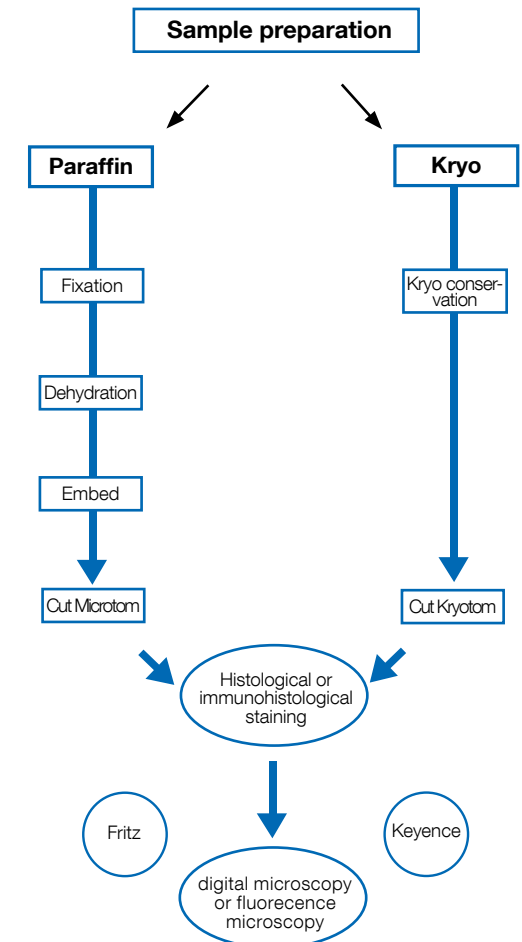 Sample preparation
Paraffin
Kryo
Fixation
Kryo conser-
vation
Dehydration
Embed
Cut Microtom
Cut Kryotom
Histological or
immunohistological
staining
Fritz
Keyence
digital microscopy
or fluorecence
microscopy